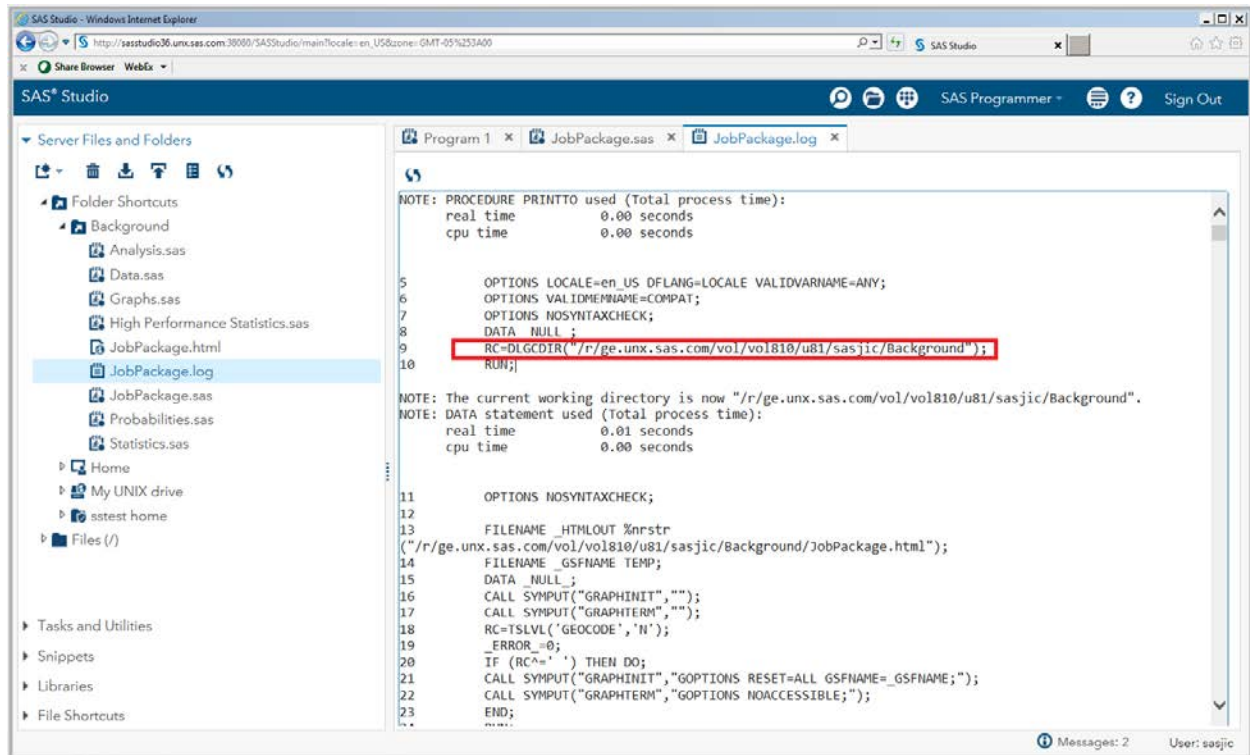 SAS Studio - Windows Internet Explorer
http://sasstudio36.unx.sas.com:38080/SASStudio/main?locale=en_US&zone=GMT-05%253A00
SAS Studio
x Share Browser WebEx
SAS® Studio
SAS Programmer
Sign Out
Server Files and Folders
Folder Shortcuts
Background
Analysis.sas
Data.sas
Graphs.sas
High Performance Statistics.sas
JobPackage.html
JobPackage.log
JobPackage.sas
Probabilities.sas
Statistics.sas
Home
My UNIX drive
sstest home
Files (/)
Tasks and Utilities
Snippets
Libraries
File Shortcuts
Program 1 × JobPackage.sas × JobPackage.log ×
NOTE: PROCEDURE PRINTTO used (Total process time):
real time 0.00 seconds
cpu time 0.00 seconds
5 OPTIONS LOCALE=en_US DFLANG=LOCALE VALIDVARNAME=ANY;
6 OPTIONS VALIDMEMNAME=COMPAT;
7 OPTIONS NOSYNTAXCHECK;
8 DATA _NULL_;
9 RC=DLGCDIR("/r/ge.unx.sas.com/vol/vol810/u81/sasjic/Background");
10 RUN;
NOTE: The current working directory is now "/r/ge.unx.sas.com/vol/vol810/u81/sasjic/Background".
NOTE: DATA statement used (Total process time):
real time 0.01 seconds
cpu time 0.00 seconds
11 OPTIONS NOSYNTAXCHECK;
12
13 FILENAME _HTMLOUT %nrstr
("/r/ge.unx.sas.com/vol/vol810/u81/sasjic/Background/JobPackage.html");
14 FILENAME _GSFNAME TEMP;
15 DATA _NULL_;
16 CALL SYMPUT("GRAPHINIT","");
17 CALL SYMPUT("GRAPHTERM","");
18 RC=TSLVL('GEOCODE','N');
19 _ERROR_=0;
20 IF (RC^=' ') THEN DO;
21 CALL SYMPUT("GRAPHINIT","GOPTIONS RESET=ALL GSFNAME=_GSFNAME;");
22 CALL SYMPUT("GRAPHTERM","GOPTIONS NOACCESSIBLE;");
23 END;
Messages: 2
User: sasjic